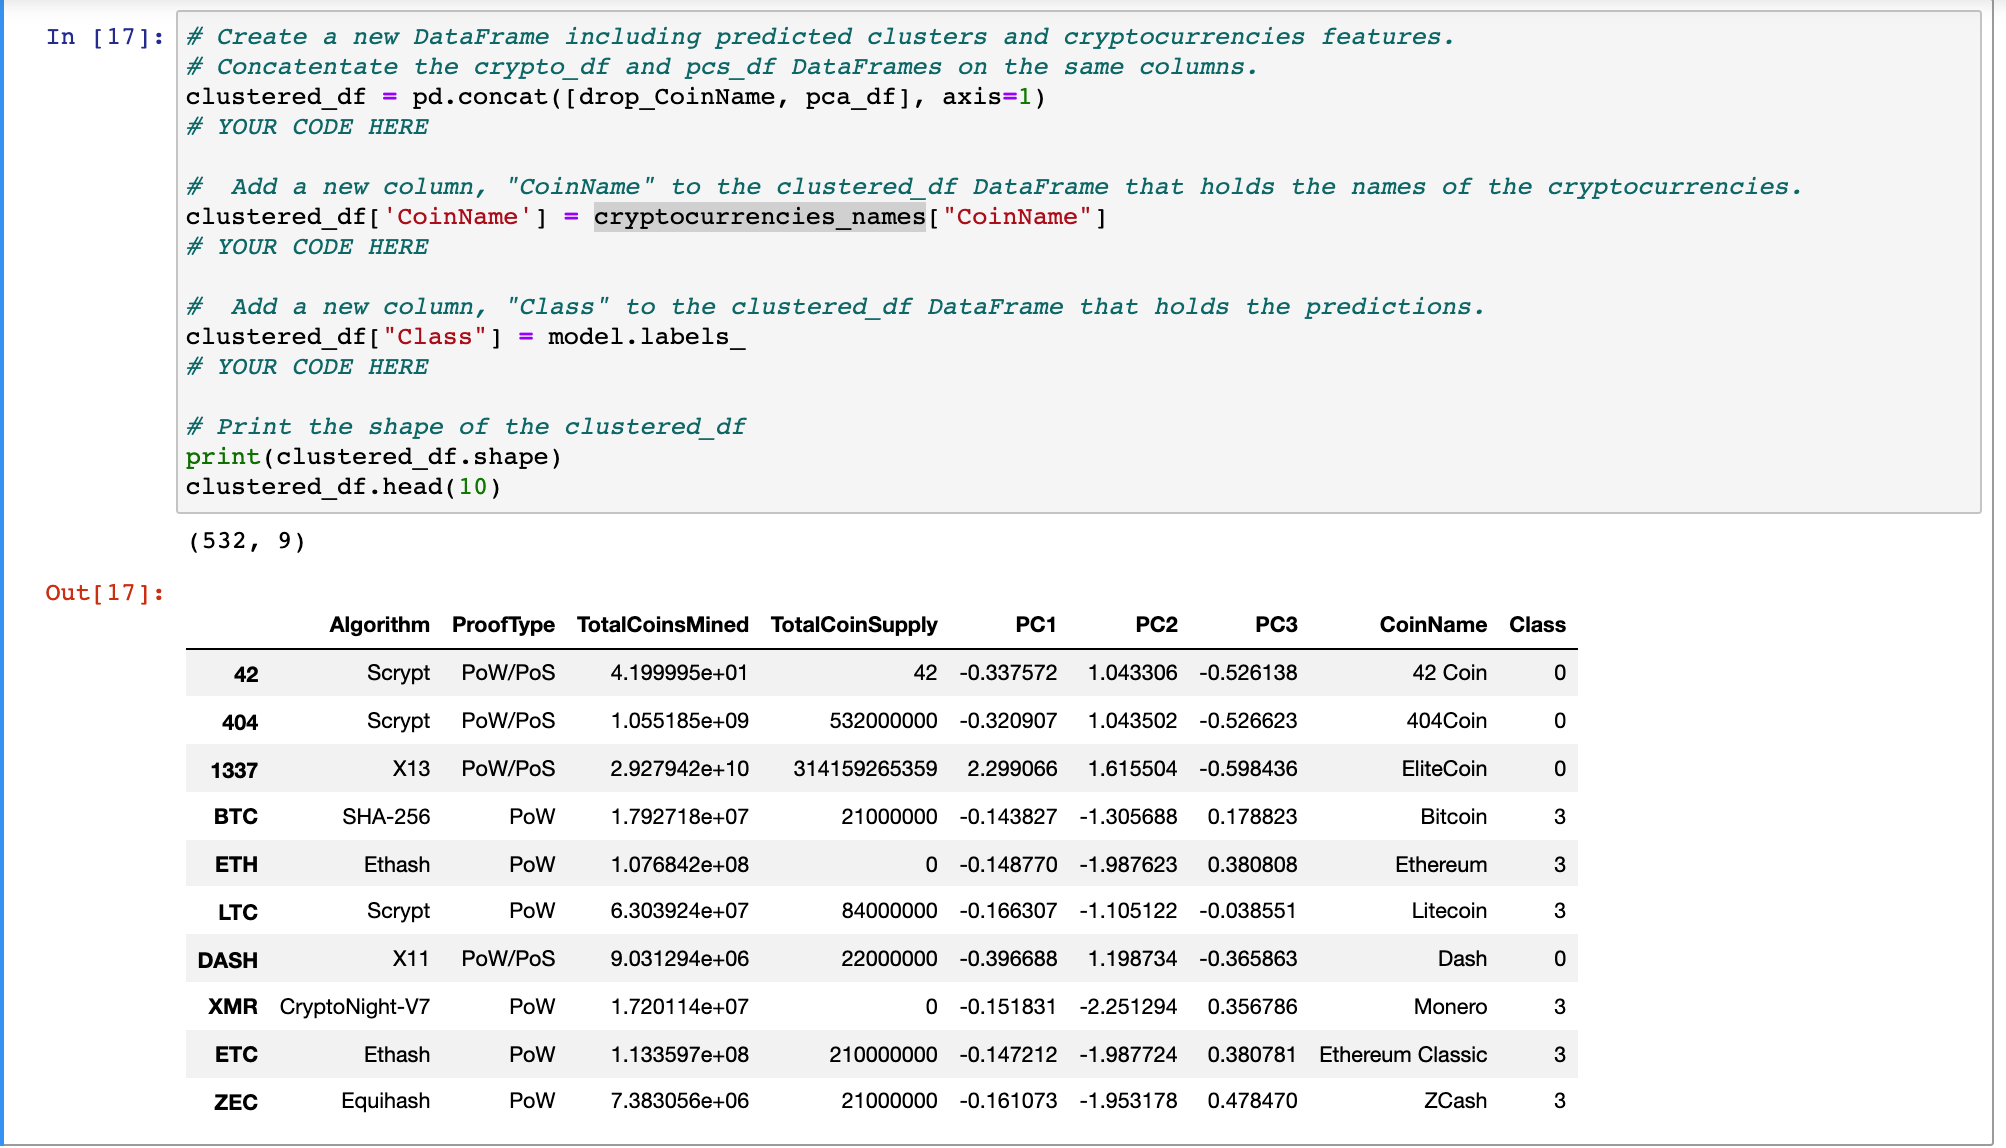 In [17]: # Create a new DataFrame including predicted clusters and cryptocurrencies features.
# Concatentate the crypto_df and pcs_df DataFrames on the same columns.
clustered_df = pd.concat([drop_CoinName, pca_df], axis=1)
# YOUR CODE HERE
#  Add a new column, "CoinName" to the clustered_df DataFrame that holds the names of the cryptocurrencies.
clustered_df['CoinName'] = cryptocurrencies_names["CoinName"]
# YOUR CODE HERE
#  Add a new column, "Class" to the clustered_df DataFrame that holds the predictions.
clustered_df["Class"] = model.labels_
# YOUR CODE HERE
# Print the shape of the clustered_df
print(clustered_df.shape)
clustered_df.head(10)
(532, 9)
Out[17]:
Algorithm ProofType TotalCoinsMined TotalCoinSupply PC1 PC2 PC3 CoinName Class
42 Scrypt PoW/PoS 4.199995e+01 42 -0.337572 1.043306 -0.526138 42 Coin 0
404 Scrypt PoW/PoS 1.055185e+09 532000000 -0.320907 1.043502 -0.526623 404Coin 0
1337 X13 PoW/PoS 2.927942e+10 314159265359 2.299066 1.615504 -0.598436 EliteCoin 0
BTC SHA-256 PoW 1.792718e+07 21000000 -0.143827 -1.305688 0.178823 Bitcoin 3
ETH Ethash PoW 1.076842e+08 0 -0.148770 -1.987623 0.380808 Ethereum 3
LTC Scrypt PoW 6.303924e+07 84000000 -0.166307 -1.105122 -0.038551 Litecoin 3
DASH X11 PoW/PoS 9.031294e+06 22000000 -0.396688 1.198734 -0.365863 Dash 0
XMR CryptoNight-V7 PoW 1.720114e+07 0 -0.151831 -2.251294 0.356786 Monero 3
ETC Ethash PoW 1.133597e+08 210000000 -0.147212 -1.987724 0.380781 Ethereum Classic 3
ZEC Equihash PoW 7.383056e+06 21000000 -0.161073 -1.953178 0.478470 ZCash 3